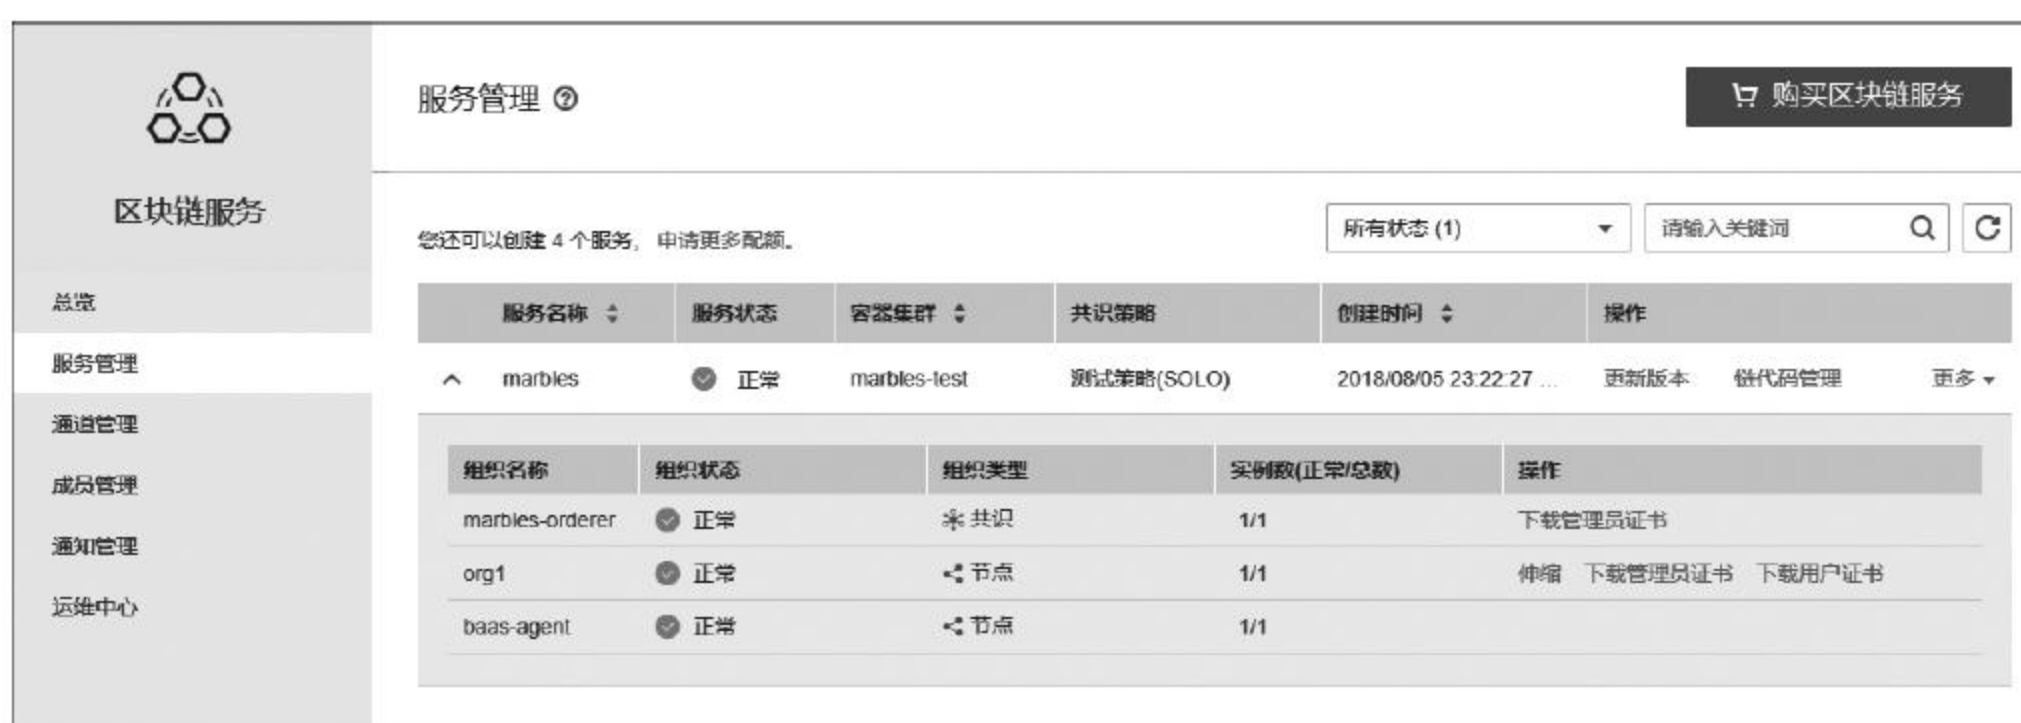 服务管理
购买区块链服务
区块链服务
您还可以创建 4 个服务，申请更多配额。
所有状态 (1)
请输入关键词
总览
服务管理
通道管理
成员管理
通知管理
运维中心
服务名称 服务状态 容器集群 共识策略 创建时间 操作
marbles 正常 marbles-test 测试策略(SOLO) 2018/08/05 23:22:27 ... 更新版本 链代码管理 更多
组织名称 组织状态 组织类型 实例数(正常/总数) 操作
marbles-orderer 正常 共识 1/1 下载管理员证书
org1 正常 节点 1/1 伸缩 下载管理员证书 下载用户证书
baas-agent 正常 节点 1/1